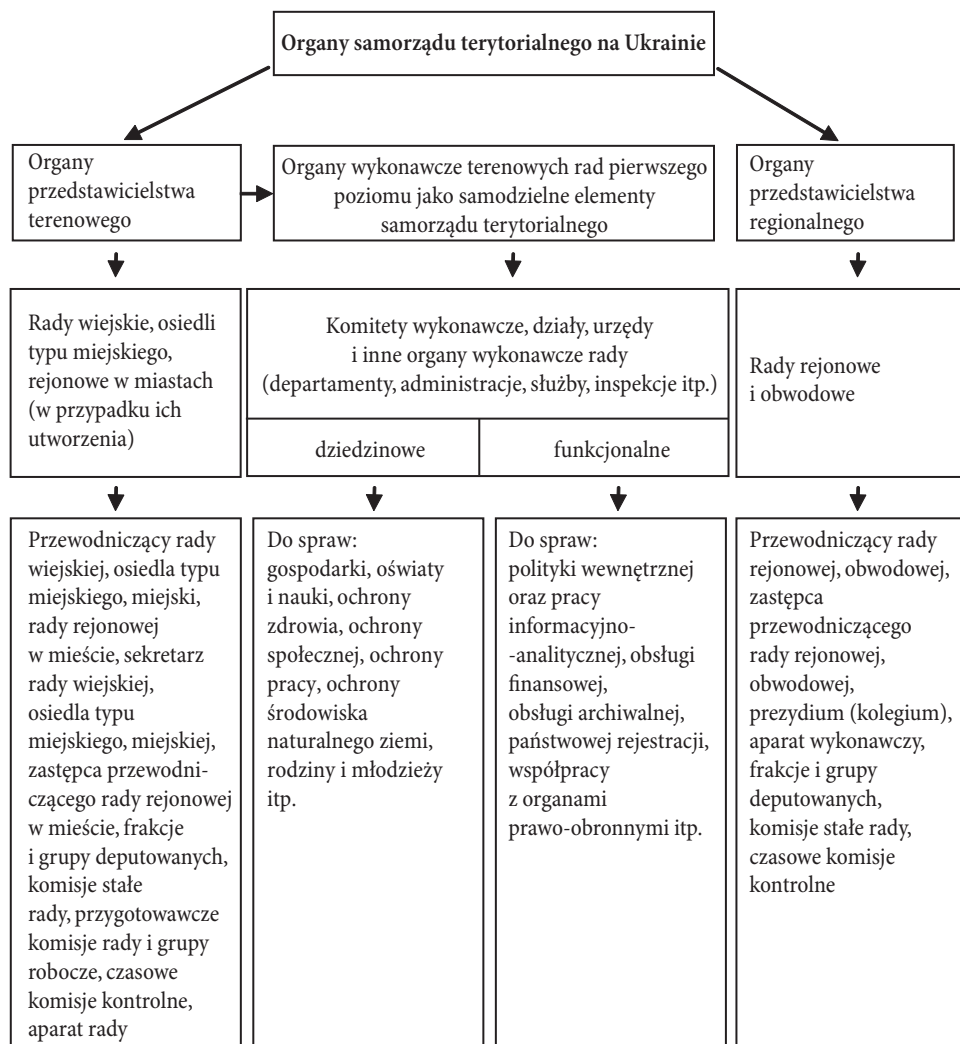 Organy samorządu terytorialnego na Ukrainie
Organy
przedstawicielstwa
terenowego
Organy wykonawcze terenowych rad pierwszego
poziomu jako samodzielne elementy
samorządu terytorialnego
Organy
przedstawicielstwa
regionalnego
Rady wiejskie, osiedli
typu miejskiego,
rejonowe w miastach
(w przypadku ich
utworzenia)
Komitety wykonawcze, działy, urzędy
i inne organy wykonawcze rady
(departamenty, administracje, służby, inspekcje itp.)
dziedzinowe
funkcjonalne
Rady rejonowe
i obwodowe
Przewodniczący rady
wiejskiej, osiedla typu
miejskiego, miejski,
rady rejonowej
w mieście, sekretarz
rady wiejskiej,
osiedla typu
miejskiego, miejskiej,
zastępca przewodni-
czącego rady rejonowej
w mieście, frakcje
i grupy deputowanych,
komisje stałe
rady, przygotowawcze
komisje rady i grupy
robocze, czasowe
komisje kontrolne,
aparat rady
Do spraw:
gospodarki, oświaty
i nauki, ochrony
zdrowia, ochrony
społecznej, ochrony
pracy, ochrony
środowiska
naturalnego ziemi,
rodziny i młodzieży
itp.
Do spraw:
polityki wewnętrznej
oraz pracy
informacyjno-
-analitycznej, obsługi
finansowej,
obsługi archiwalnej,
państwowej rejestracji,
współpracy
z organami
prawo-obronnymi itp.
Przewodniczący rady
rejonowej, obwodowej,
zastępca
przewodniczącego
rady rejonowej,
obwodowej,
prezydium (kolegium),
aparat wykonawczy,
frakcje i grupy
deputowanych,
komisje stałe rady,
czasowe komisje
kontrolne